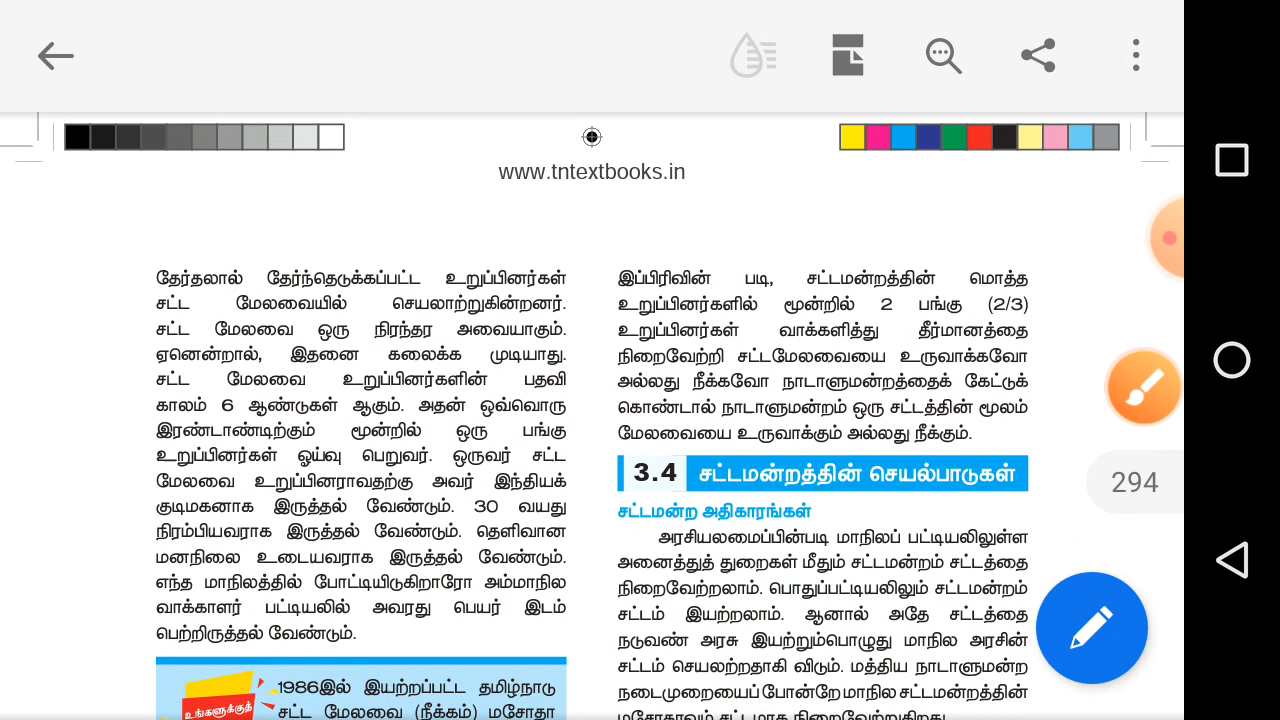 www.tntextbooks.in
தேர்தலால் தேர்ந்தெடுக்கப்பட்ட உறுப்பினர்கள்
சட்ட மேலவையில் செயலாற்றுகின்றனர்.
சட்ட மேலவை ஒரு நிரந்தர அவையாகும்.
ஏனென்றால், இதனை கலைக்க முடியாது.
சட்ட மேலவை உறுப்பினர்களின் பதவி
காலம் 6 ஆண்டுகள் ஆகும். அதன் ஒவ்வொரு
இரண்டாண்டிற்கும் மூன்றில் ஒரு பங்கு
உறுப்பினர்கள் ஓய்வு பெறுவர். ஒருவர் சட்ட
மேலவை உறுப்பினராவதற்கு அவர் இந்தியக்
குடிமகனாக இருத்தல் வேண்டும். 30 வயது
நிரம்பியவராக இருத்தல் வேண்டும். தெளிவான
மனநிலை உடையவராக இருத்தல் வேண்டும்.
எந்த மாநிலத்தில் போட்டியிடுகிறாரோ அம்மாநில
வாக்காளர் பட்டியலில் அவரது பெயர் இடம்
பெற்றிருத்தல் வேண்டும்.
உங்களுக்குத்
1986இல் இயற்றப்பட்ட தமிழ்நாடு
சட்ட மேலவை (நீக்கம்) மசோதா
இப்பிரிவின் படி, சட்டமன்றத்தின் மொத்த
உறுப்பினர்களில் மூன்றில் 2 பங்கு (2/3)
உறுப்பினர்கள் வாக்களித்து தீர்மானத்தை
நிறைவேற்றி சட்டமேலவையை உருவாக்கவோ
அல்லது நீக்கவோ நாடாளுமன்றத்தைக் கேட்டுக்
கொண்டால் நாடாளுமன்றம் ஒரு சட்டத்தின் மூலம்
மேலவையை உருவாக்கும் அல்லது நீக்கும்.
3.4 சட்டமன்றத்தின் செயல்பாடுகள்
சட்டமன்ற அதிகாரங்கள்
அரசியலமைப்பின்படி மாநிலப் பட்டியலிலுள்ள
அனைத்துத் துறைகள் மீதும் சட்டமன்றம் சட்டத்தை
நிறைவேற்றலாம். பொதுப்பட்டியலிலும் சட்டமன்றம்
சட்டம் இயற்றலாம். ஆனால் அதே சட்டத்தை
நடுவண் அரசு இயற்றும்பொழுது மாநில அரசின்
சட்டம் செயலற்றதாகி விடும். மத்திய நாடாளுமன்ற
நடைமுறையைப் போன்றே மாநில சட்டமன்றத்தின்
மசோதாவும் சட்டமாக நிறைவேற்றுகிறது.
294